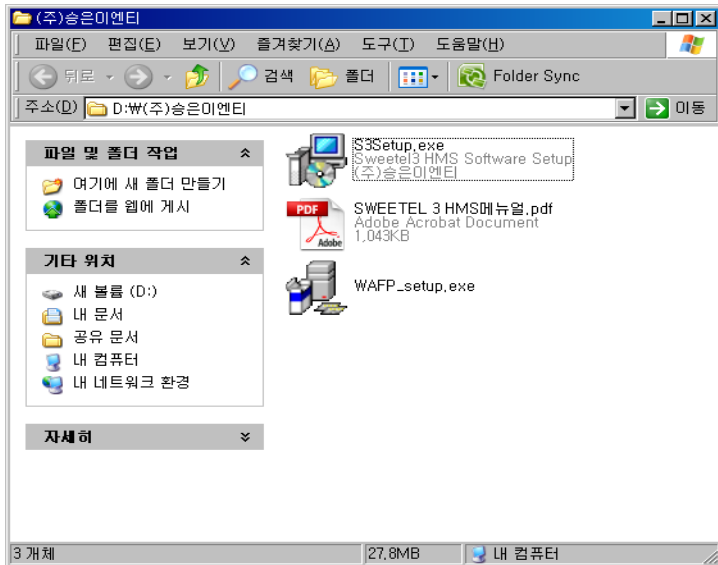 (주)승은이엔티
파일(F) 편집(E) 보기(V) 즐겨찾기(A) 도구(T) 도움말(H)
뒤로 검색 폴더 Folder Sync
주소(D) D:₩(주)승은이엔티 이동
파일 및 폴더 작업
여기에 새 폴더 만들기
폴더를 웹에 게시
기타 위치
새 볼륨 (D:)
내 문서
공유 문서
내 컴퓨터
내 네트워크 환경
자세히
S3Setup.exe
Sweetel3 HMS Software Setup
(주)승은이엔티
PDF
Adobe
SWEETEL 3 HMS메뉴얼.pdf
Adobe Acrobat Document
1,043KB
WAFP_setup.exe
3 개체 27.8MB 내 컴퓨터